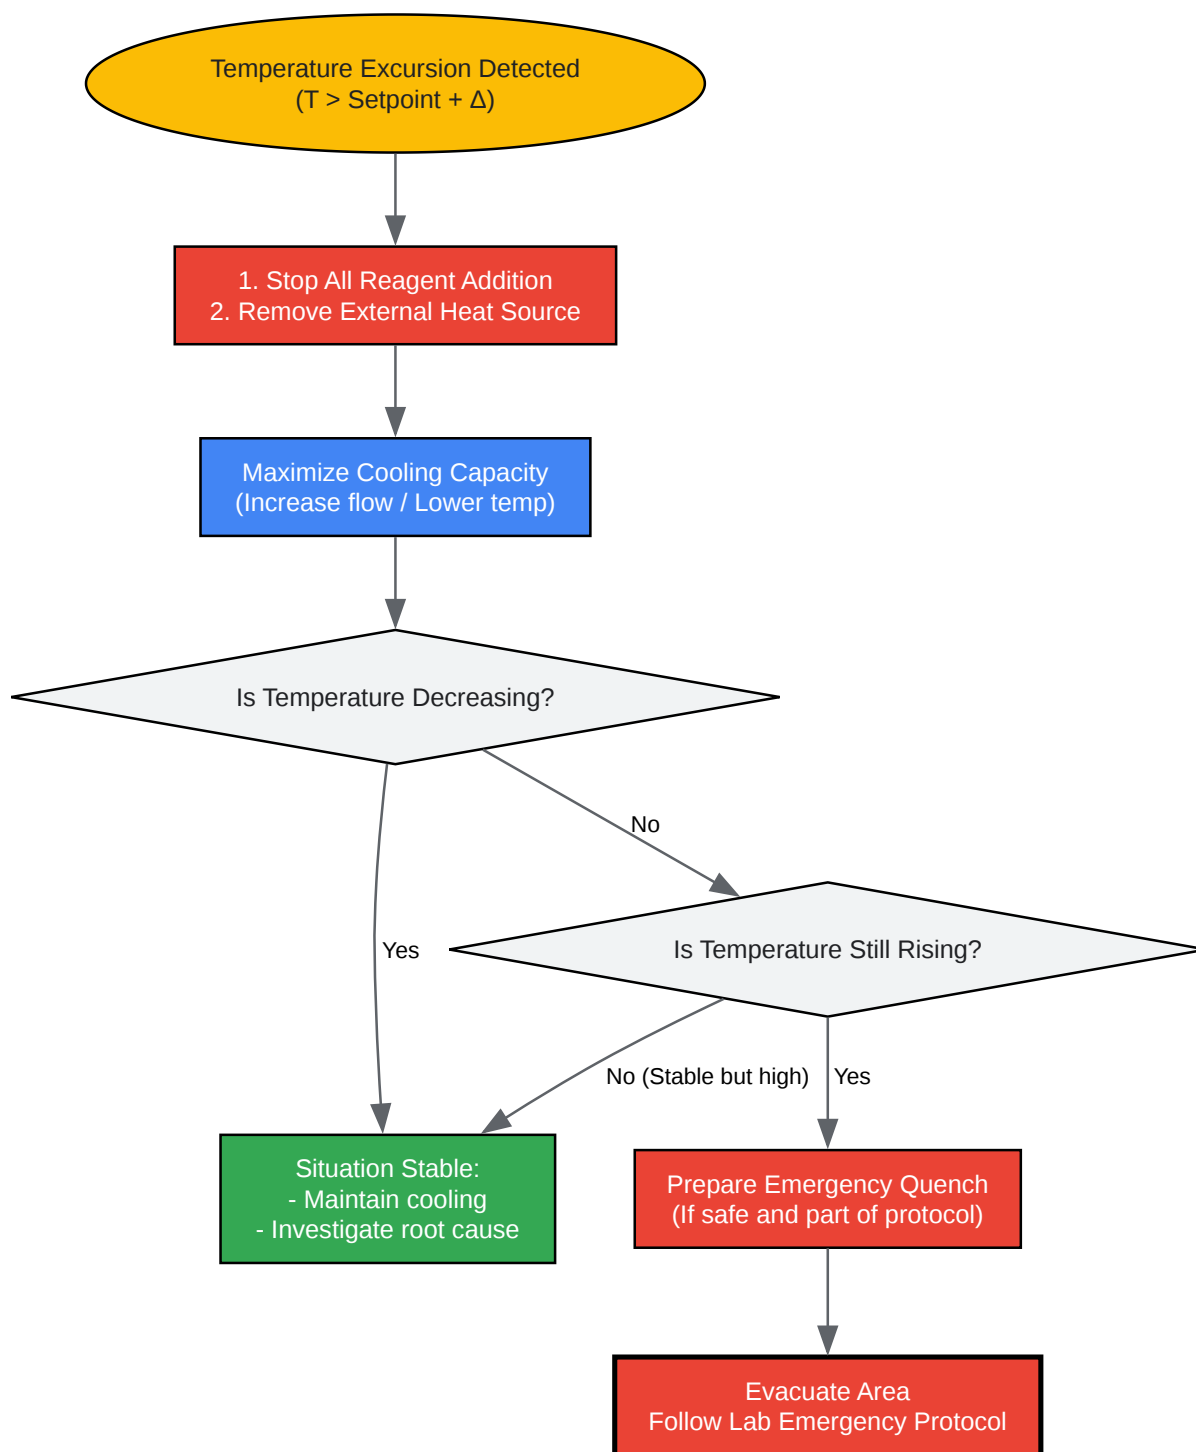 Temperature Excursion Detected
(T > Setpoint + Δ)
1. Stop All Reagent Addition
2. Remove External Heat Source
Maximize Cooling Capacity
(Increase flow / Lower temp)
Is Temperature Decreasing?
No
Yes
Is Temperature Still Rising?
No (Stable but high)
Yes
Situation Stable:
- Maintain cooling
- Investigate root cause
Prepare Emergency Quench
(If safe and part of protocol)
Evacuate Area
Follow Lab Emergency Protocol